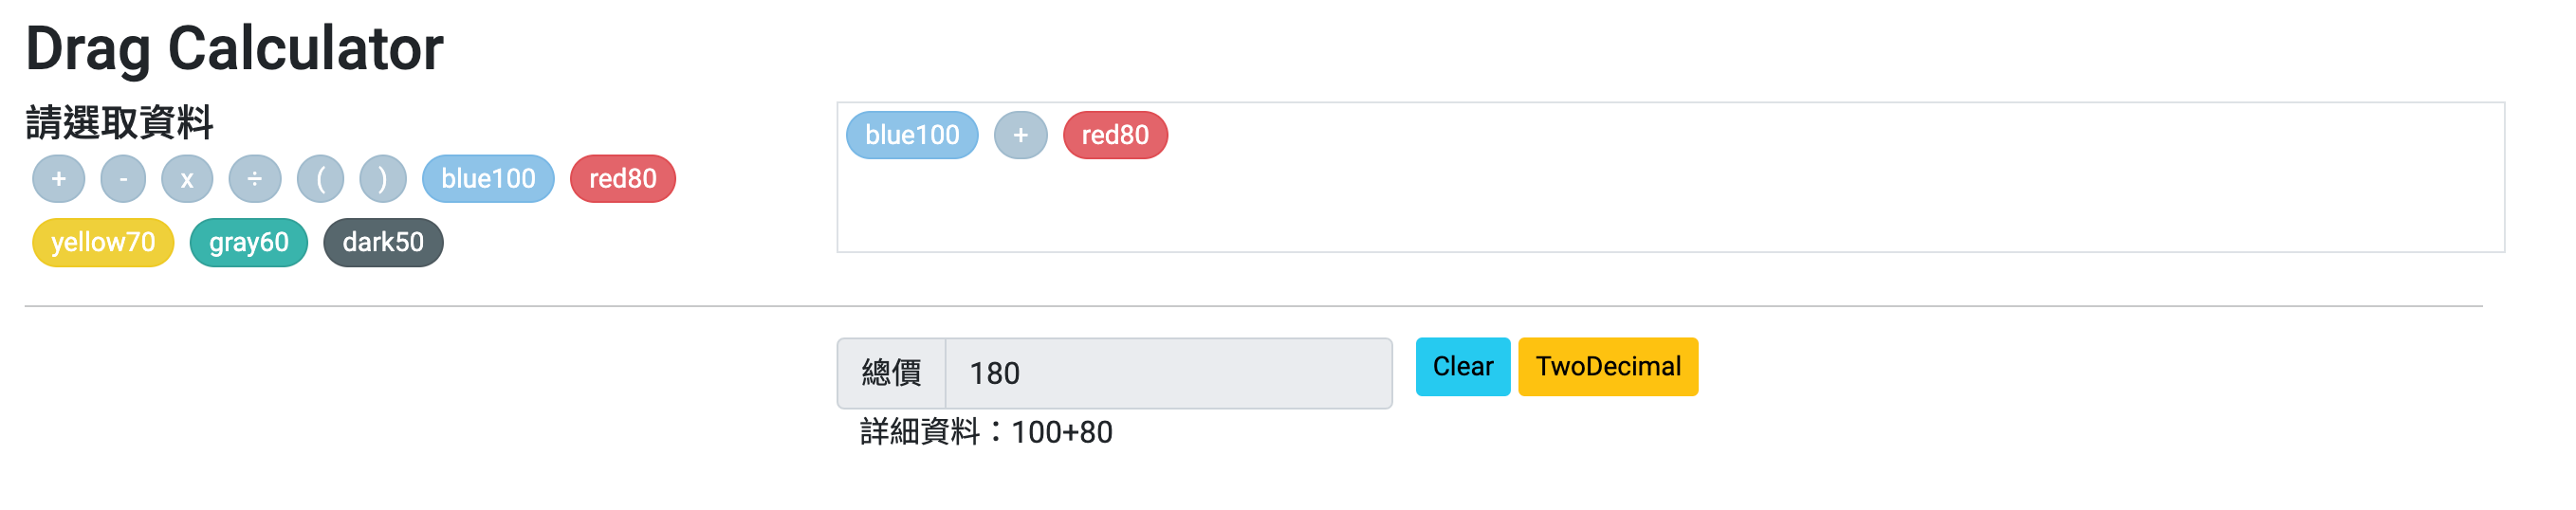 Drag Calculator
請選取資料
+ - x ÷ ( ) blue100 red80
yellow70 gray60 dark50
blue100 + red80
總價 180 Clear TwoDecimal
詳細資料：100+80